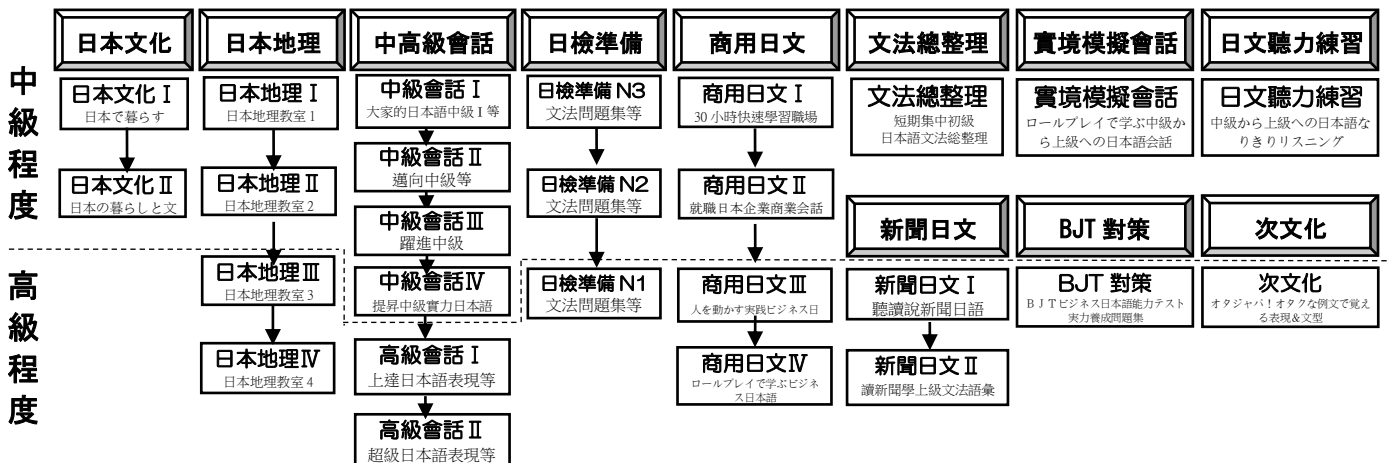 日本文化
日本地理
中高級會話
日檢準備
商用日文
文法總整理
實境模擬會話
日文聽力練習
中級程度
日本文化 I
日本で暮らす
日本文化 II
日本の暮らしと文
日本地理 I
日本地理教室 1
日本地理 II
日本地理教室 2
中級會話 I
大家的日本語中級 I 等
中級會話 II
邁向中級等
中級會話III
躍進中級
中級會話IV
提昇中級實力日本語
日檢準備 N3
文法問題集等
日檢準備 N2
文法問題集等
商用日文 I
30 小時快速學習職場
商用日文 II
就職日本企業商業会話
文法總整理
短期集中初級
日本語文法総整理
實境模擬會話
ロールプレイで学ぶ中級か
ら上級への日本語会話
日文聽力練習
中級から上級への日本語な
りきりリスニング
新聞日文
BJT 對策
次文化
高級程度
日本地理III
日本地理教室 3
日本地理IV
日本地理教室 4
高級會話 I
上達日本語表現等
高級會話 II
超級日本語表現等
日檢準備 N1
文法問題集等
商用日文III
人を動かす実践ビジネス日
商用日文IV
ロールプレイで学ぶビジネ
ス日本語
新聞日文 I
聽讀說新聞日語
新聞日文 II
讀新聞學上級文法語彙
BJT 對策
BJTビジネス日本語能力テスト
実力養成問題集
次文化
オタジャパ！オタクな例文で覚え
る表現＆文型